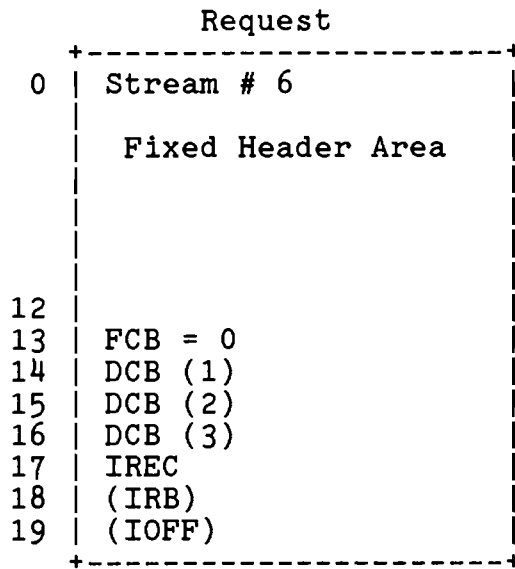 Request
0 Stream # 6
Fixed Header Area
12
13 FCB = 0
14 DCB (1)
15 DCB (2)
16 DCB (3)
17 IREC
18 (IRB)
19 (IOFF)